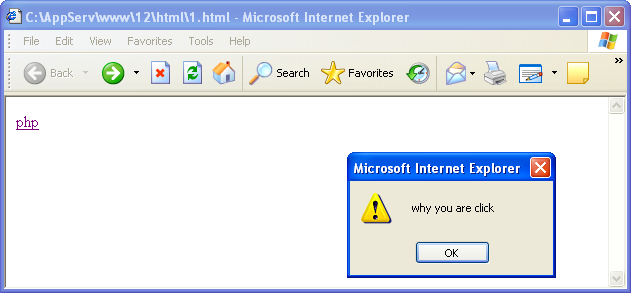 C:\AppServ\www\12\html\1.html - Microsoft Internet Explorer
File Edit View Favorites Tools Help
Back Search Favorites
php
Microsoft Internet Explorer
why you are click
OK